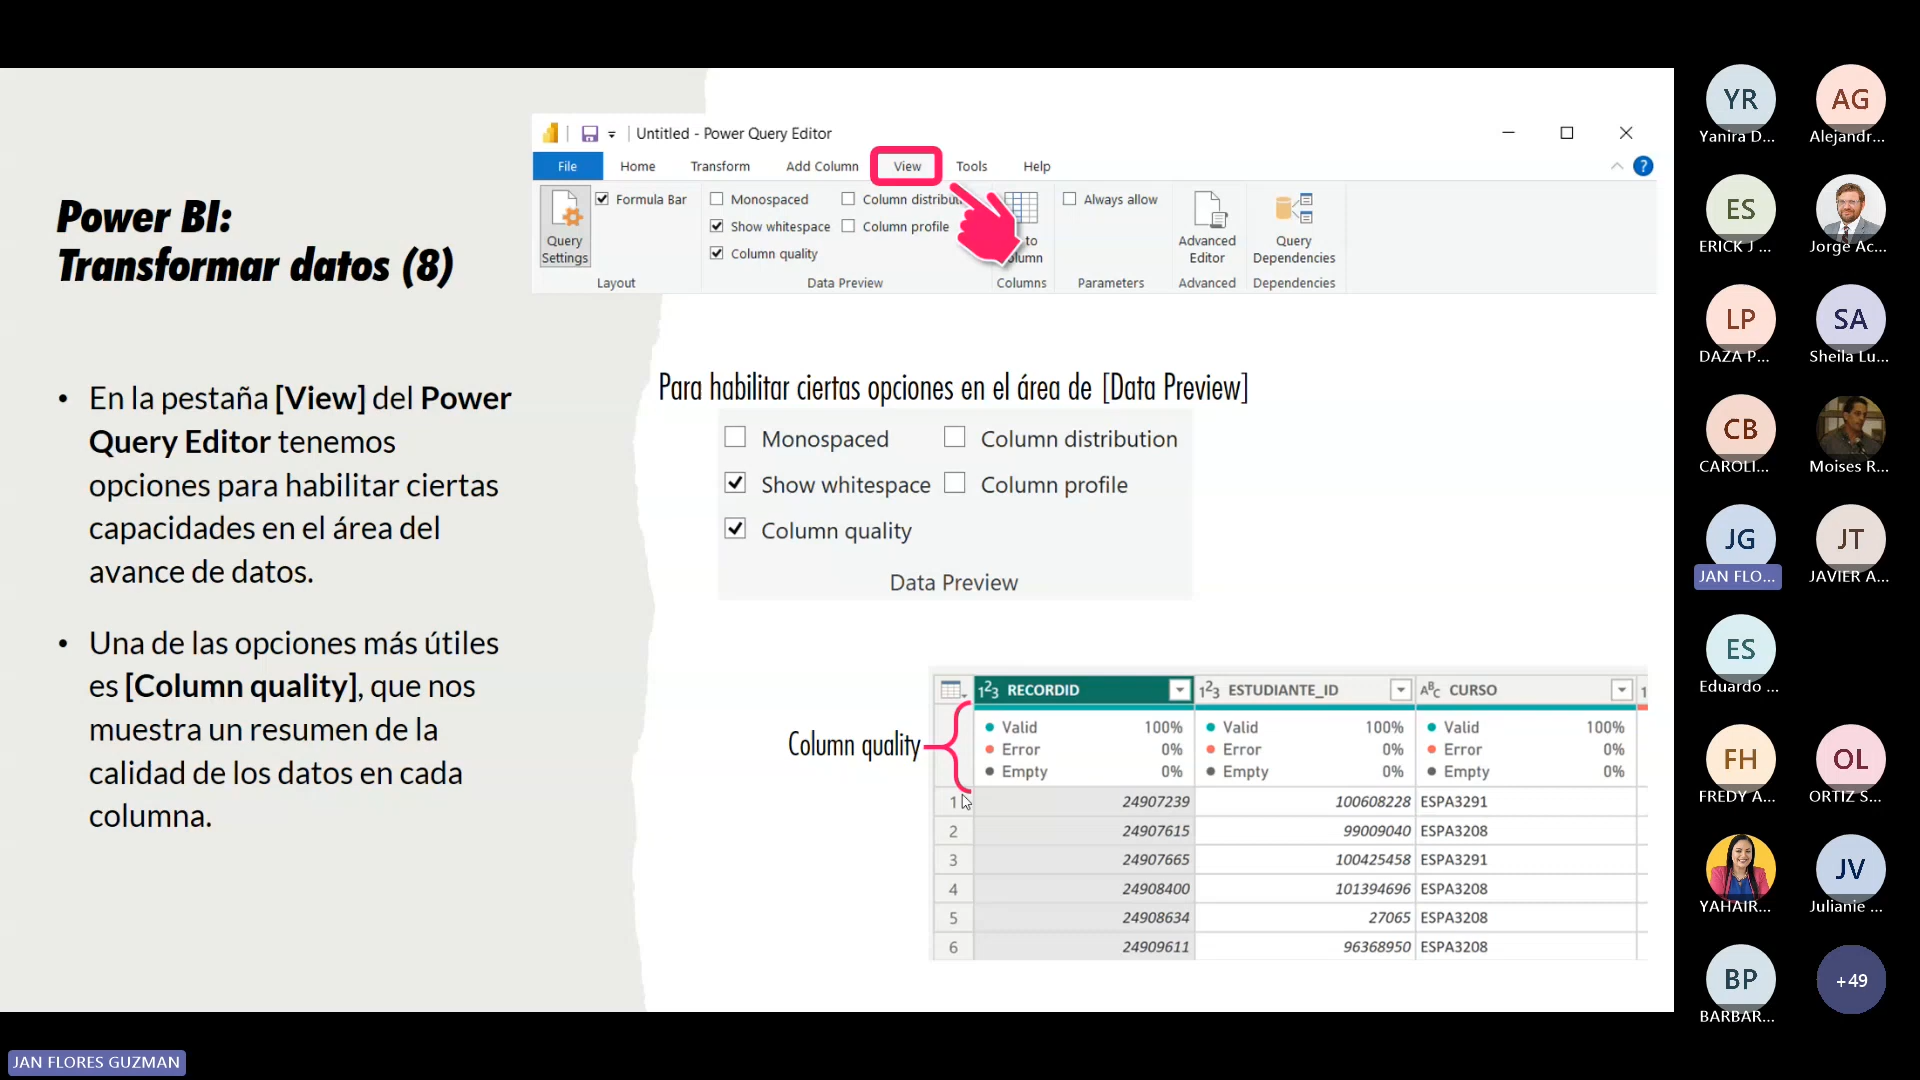 Power BI:
Transformar datos (8)
• En la pestaña [View] del Power
Query Editor tenemos
opciones para habilitar ciertas
capacidades en el área del
avance de datos.
• Una de las opciones más útiles
es [Column quality], que nos
muestra un resumen de la
calidad de los datos en cada
columna.
Untitled - Power Query Editor
File Home Transform Add Column View Tools Help
Query Settings
Formula Bar
Layout
Monospaced
Show whitespace
Column quality
Column distribu
Column profile
Data Preview
to
olumn
Columns
Always allow
Parameters
Advanced
Editor
Advanced
Query
Dependencies
Dependencies
Para habilitar ciertas opciones en el área de [Data Preview]
Monospaced Column distribution
Show whitespace Column profile
Column quality
Data Preview
Column quality
1²3 RECORDID 1²3 ESTUDIANTE_ID ABC CURSO 1
Valid 100% Valid 100% Valid 100%
Error 0% Error 0% Error 0%
Empty 0% Empty 0% Empty 0%
1 24907239 100608228 ESPA3291
2 24907615 99009040 ESPA3208
3 24907665 100425458 ESPA3291
4 24908400 101394696 ESPA3208
5 24908634 27065 ESPA3208
6 24909611 96368950 ESPA3208
YR AG
Yanira D... Alejandr...
ES
ERICK J ... Jorge Ac...
LP SA
DAZA P... Sheila Lu...
CB
CAROLI... Moises R...
JG JT
JAN FLO... JAVIER A...
ES
Eduardo ...
FH OL
FREDY A... ORTIZ S...
JV
YAHAIR... Julianie ...
BP +49
BARBAR...
JAN FLORES GUZMAN